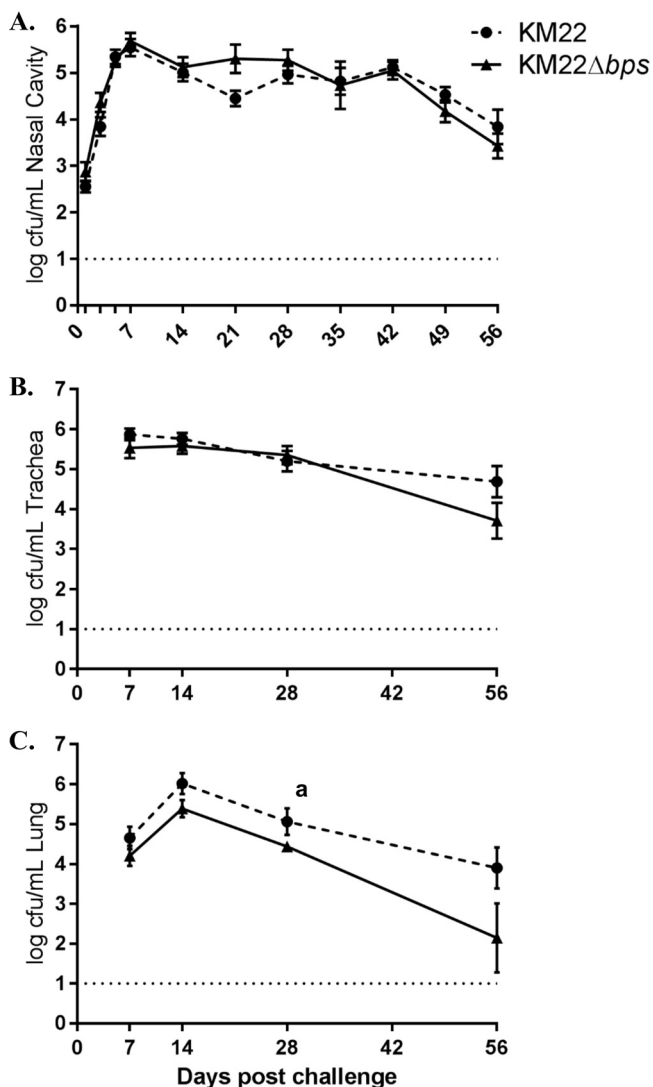 A.
KM22
KM22Δbps
log cfu/mL Nasal Cavity
6
5
4
3
2
1
0
0 7 14 21 28 35 42 49 56
B.
log cfu/mL Trachea
7
6
5
4
3
2
1
0
0 7 14 28 42 56
C.
log cfu/mL Lung
7
6
5
4
3
2
1
0
a
0 7 14 28 42 56
Days post challenge